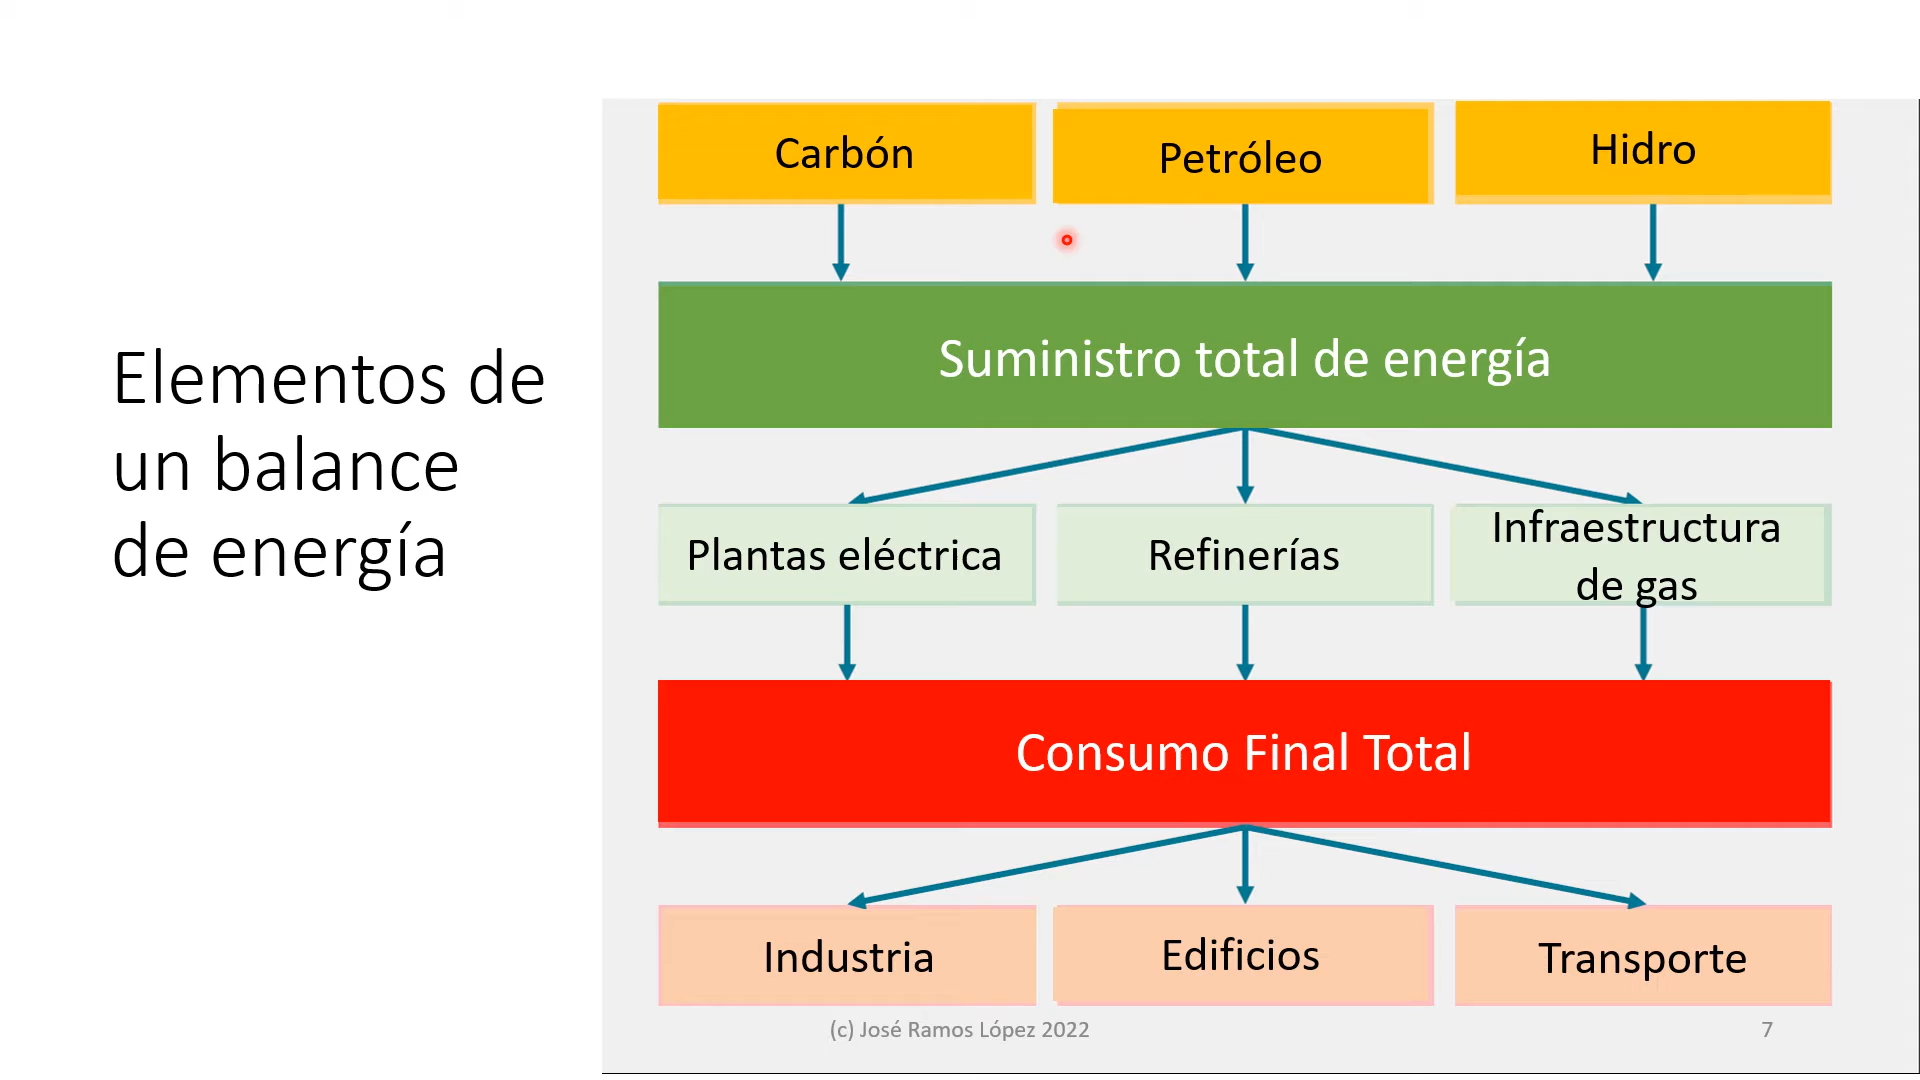 Elementos de
un balance
de energía
Carbón
Petróleo
Hidro
Suministro total de energía
Plantas eléctrica
Refinerías
Infraestructura
de gas
Consumo Final Total
Industria
Edificios
Transporte
(c) José Ramos López 2022
7